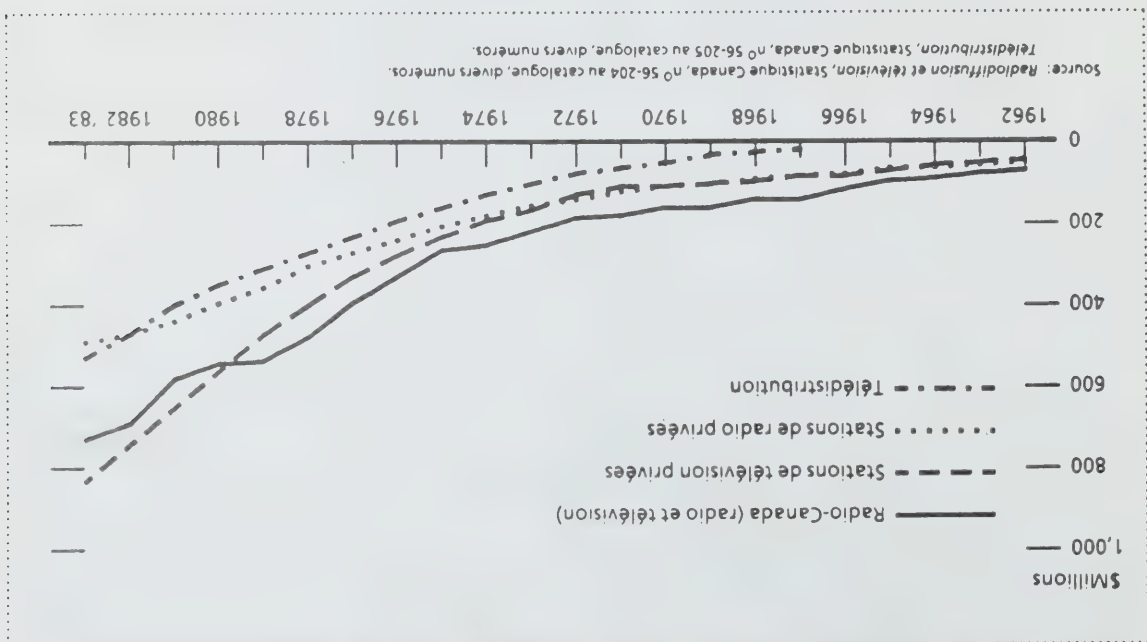 $Millions
1,000
800
600
400
200
0
Radio-Canada (radio et télévision)
Stations de télévision privées
Stations de radio privées
Télédistribution
1962 1964 1966 1968 1970 1972 1974 1976 1978 1980 1982 '83
Source: Radiodiffusion et télévision, Statistique Canada, nº 56-204 au catalogue, divers numéros.
Télédistribution, Statistique Canada, nº 56-205 au catalogue, divers numéros.